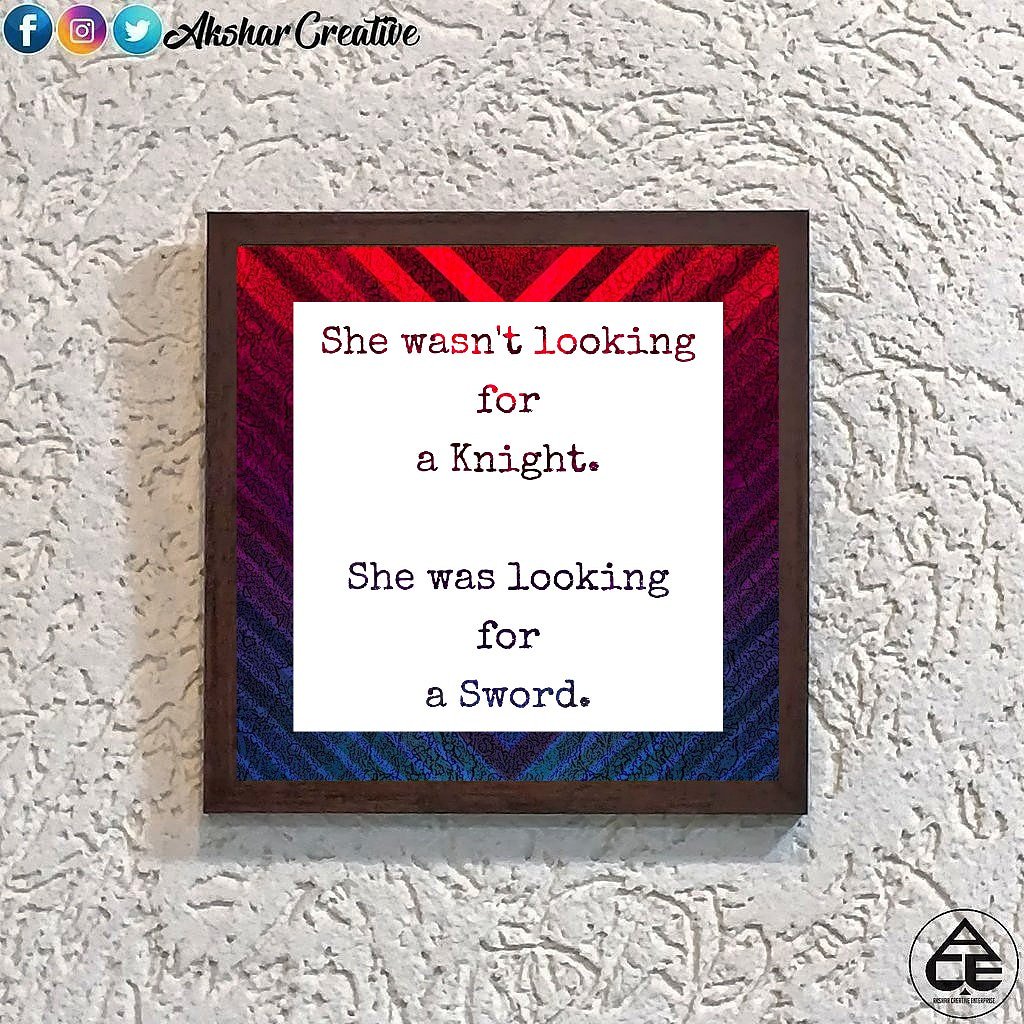 Akshar Creative
She wasn't looking
for
a Knight.
She was looking
for
a Sword.
ACE
AKSHAR CREATIVE ENTERPRISE